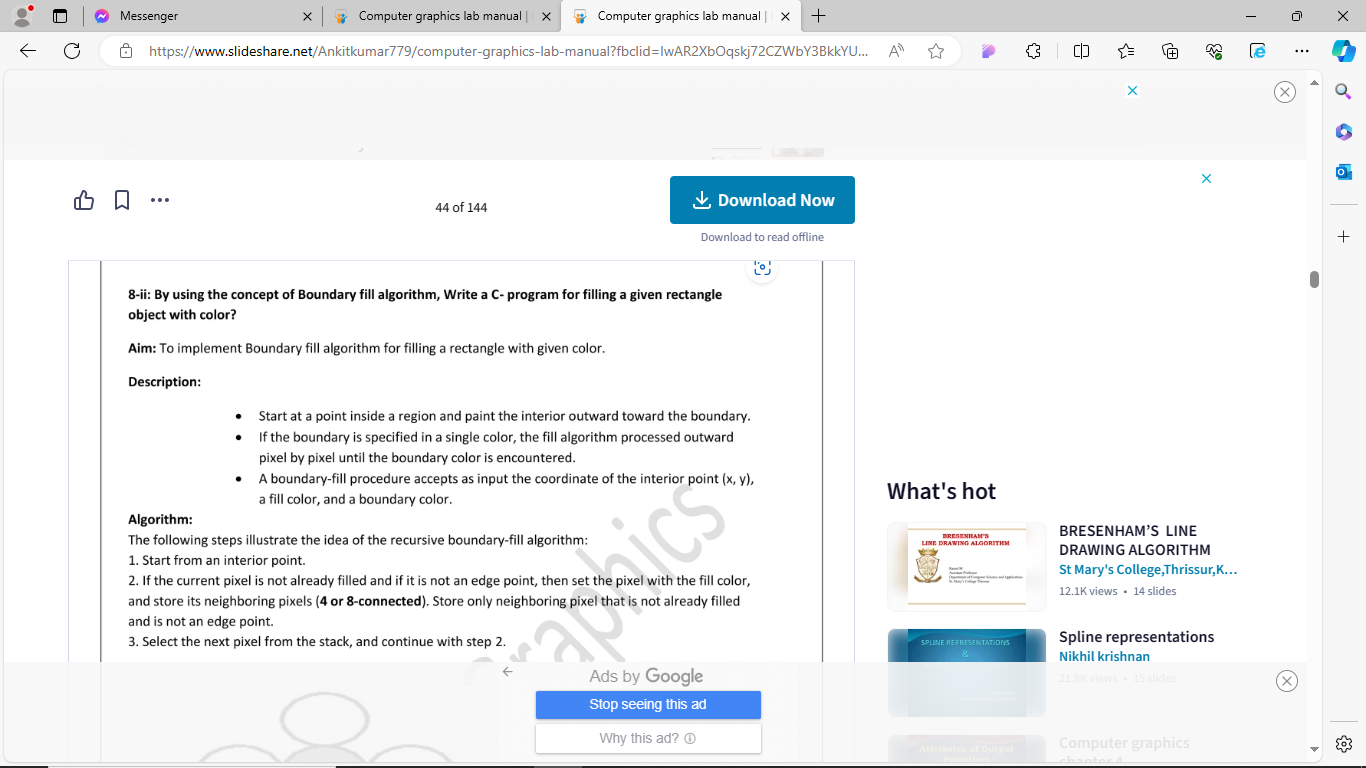 Messenger
Computer graphics lab manual |
Computer graphics lab manual |
https://www.slideshare.net/Ankitkumar779/computer-graphics-lab-manual?fbclid=IwAR2XbOqskj72CZWbY3BkkYU...
44 of 144
Download Now
Download to read offline
8-ii: By using the concept of Boundary fill algorithm, Write a C- program for filling a given rectangle
object with color?
Aim: To implement Boundary fill algorithm for filling a rectangle with given color.
Description:
• Start at a point inside a region and paint the interior outward toward the boundary.
• If the boundary is specified in a single color, the fill algorithm processed outward
pixel by pixel until the boundary color is encountered.
• A boundary-fill procedure accepts as input the coordinate of the interior point (x, y),
a fill color, and a boundary color.
Algorithm:
The following steps illustrate the idea of the recursive boundary-fill algorithm:
1. Start from an interior point.
2. If the current pixel is not already filled and if it is not an edge point, then set the pixel with the fill color,
and store its neighboring pixels (4 or 8-connected). Store only neighboring pixel that is not already filled
and is not an edge point.
3. Select the next pixel from the stack, and continue with step 2.
Graphics
Ads by Google
Stop seeing this ad
Why this ad?
What's hot
BRESENHAM'S
LINE DRAWING ALGORITHM
BRESENHAM’S LINE
DRAWING ALGORITHM
St Mary's College,Thrissur,K...
12.1K views • 14 slides
SPLINE REPRESENTATIONS
&
Spline representations
Nikhil krishnan
21.8K views • 15 slides
Attributes of Output
Computer graphics
chapter 4